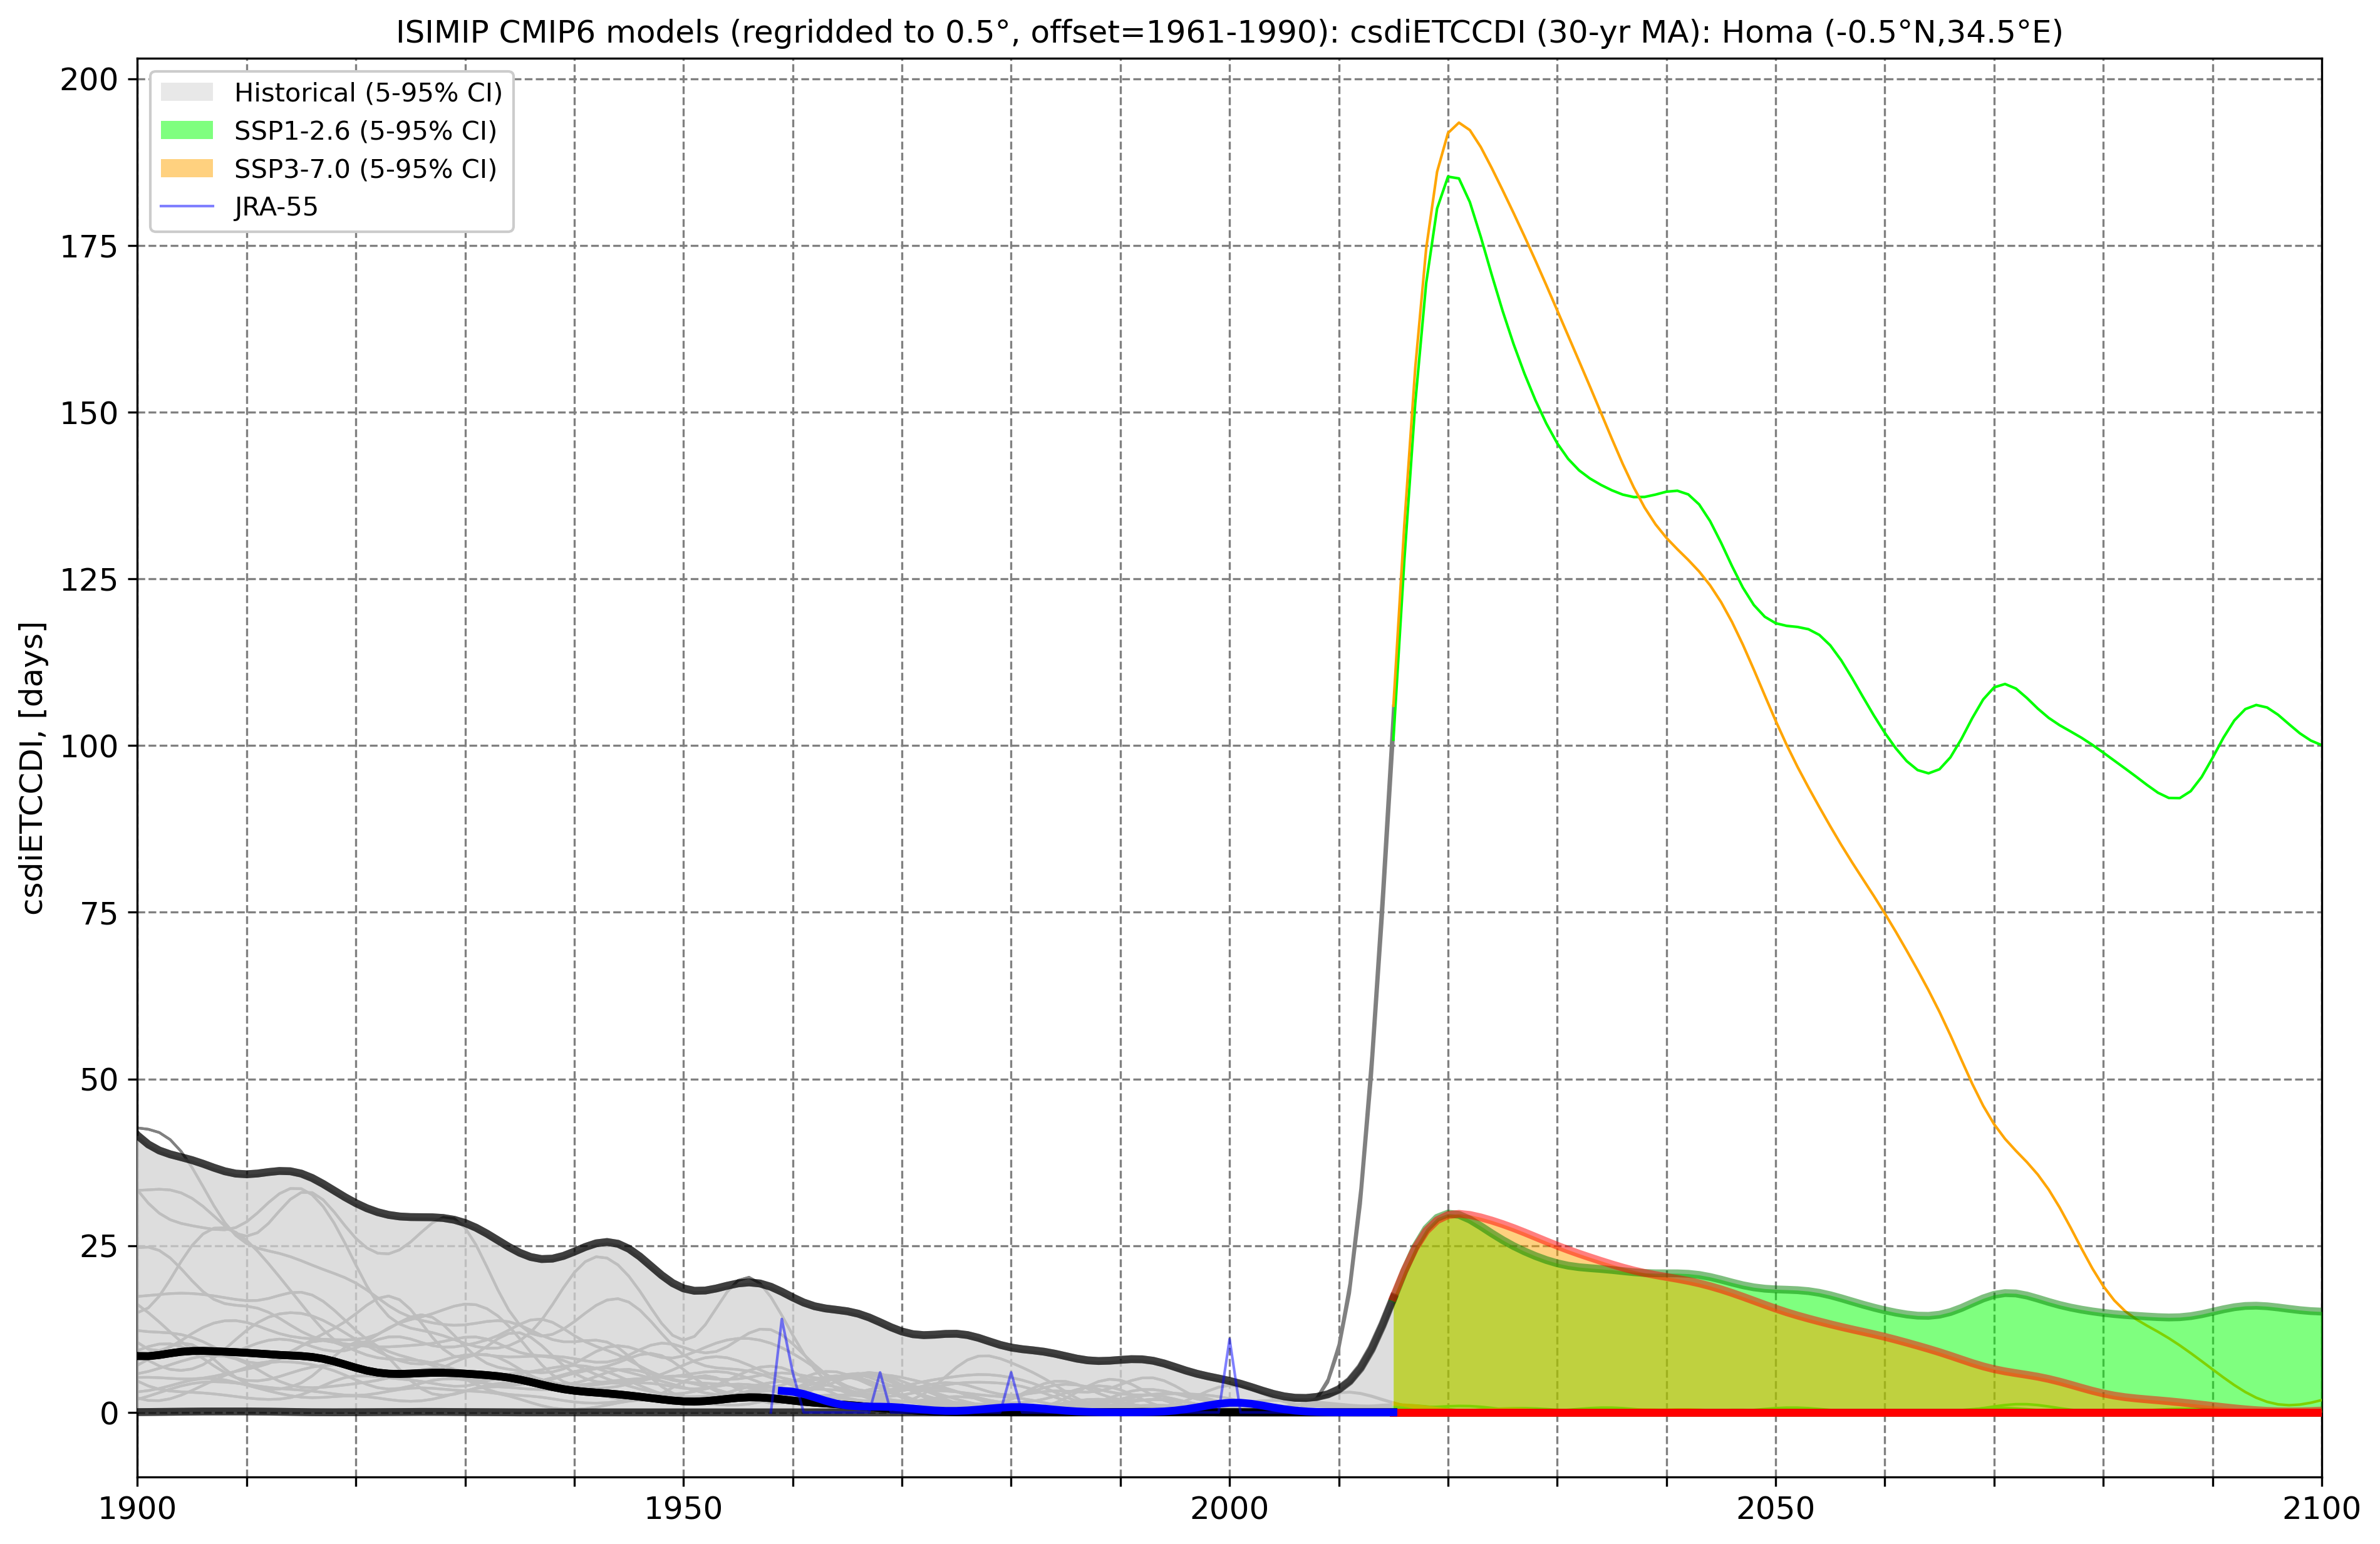 ISIMIP CMIP6 models (regridded to 0.5°, offset=1961-1990): csdiETCCDI (30-yr MA): Homa (-0.5°N,34.5°E)
Historical (5-95% CI)
SSP1-2.6 (5-95% CI)
SSP3-7.0 (5-95% CI)
JRA-55
csdiETCCDI, [days]
200
175
150
125
100
75
50
25
0
1900
1950
2000
2050
2100